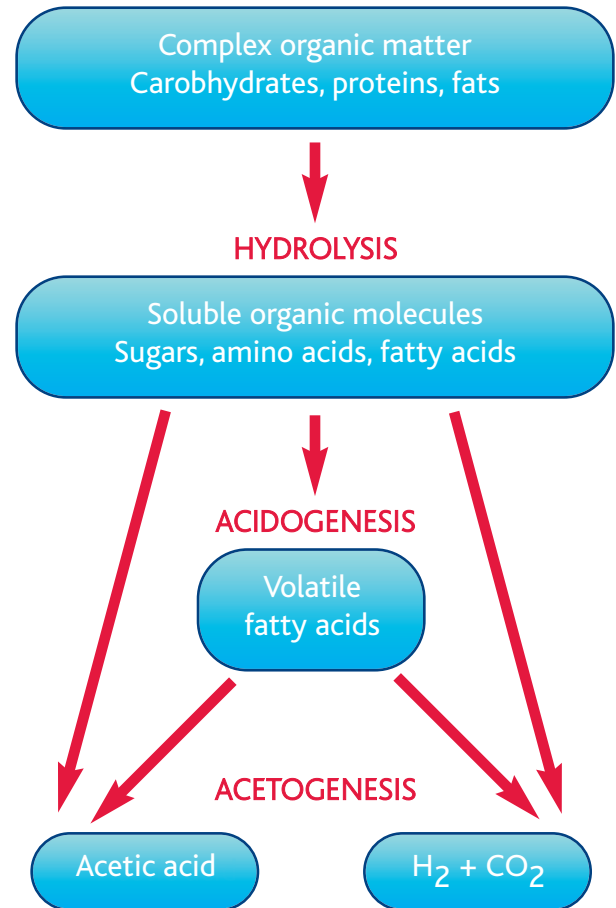 Complex organic matter
Carobhydrates, proteins, fats
HYDROLYSIS
Soluble organic molecules
Sugars, amino acids, fatty acids
ACIDOGENESIS
Volatile
fatty acids
ACETOGENESIS
Acetic acid
H₂ + CO₂